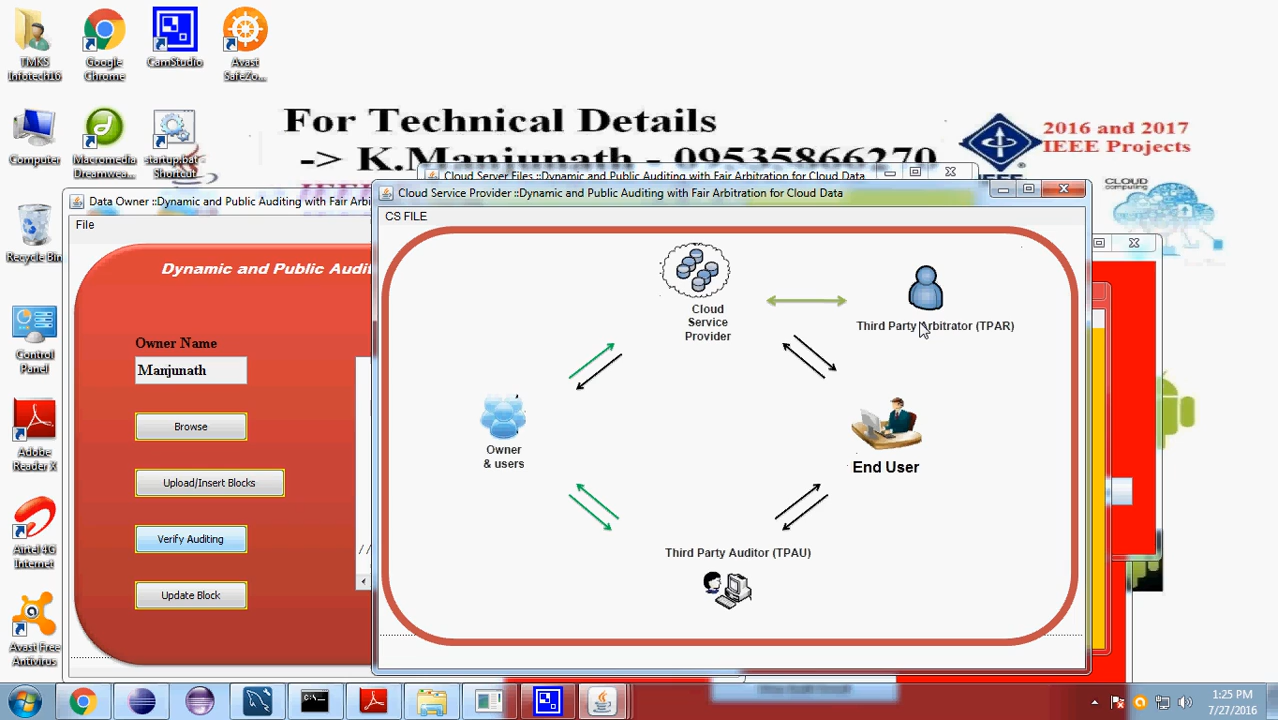 TMKS
Infotech16
Google
Chrome
CamStudio
Avast
SafeZo...
Computer
Macromedia
Dreamwea...
startup.bat -
Shortcut
Recycle Bin
Control
Panel
Adobe
Reader X
Airtel 4G
Internet
Avast Free
Antivirus
For Technical Details
-> K.Manjunath - 09535866270
2016 and 2017
IEEE Projects
CLOUD
computing
Cloud Server Files ::Dynamic and Public Auditing with Fair Arbitration for Cloud Data
Data Owner ::Dynamic and Public Auditing with Fair Arbi
File
Dynamic and Public Audi
Owner Name
Manjunath
Browse
Upload/Insert Blocks
Verify Auditing
Update Block
//
Cloud Service Provider ::Dynamic and Public Auditing with Fair Arbitration for Cloud Data
CS FILE
Cloud
Service
Provider
Third Party Arbitrator (TPAR)
Owner
& users
End User
Third Party Auditor (TPAU)
1:25 PM
7/27/2016